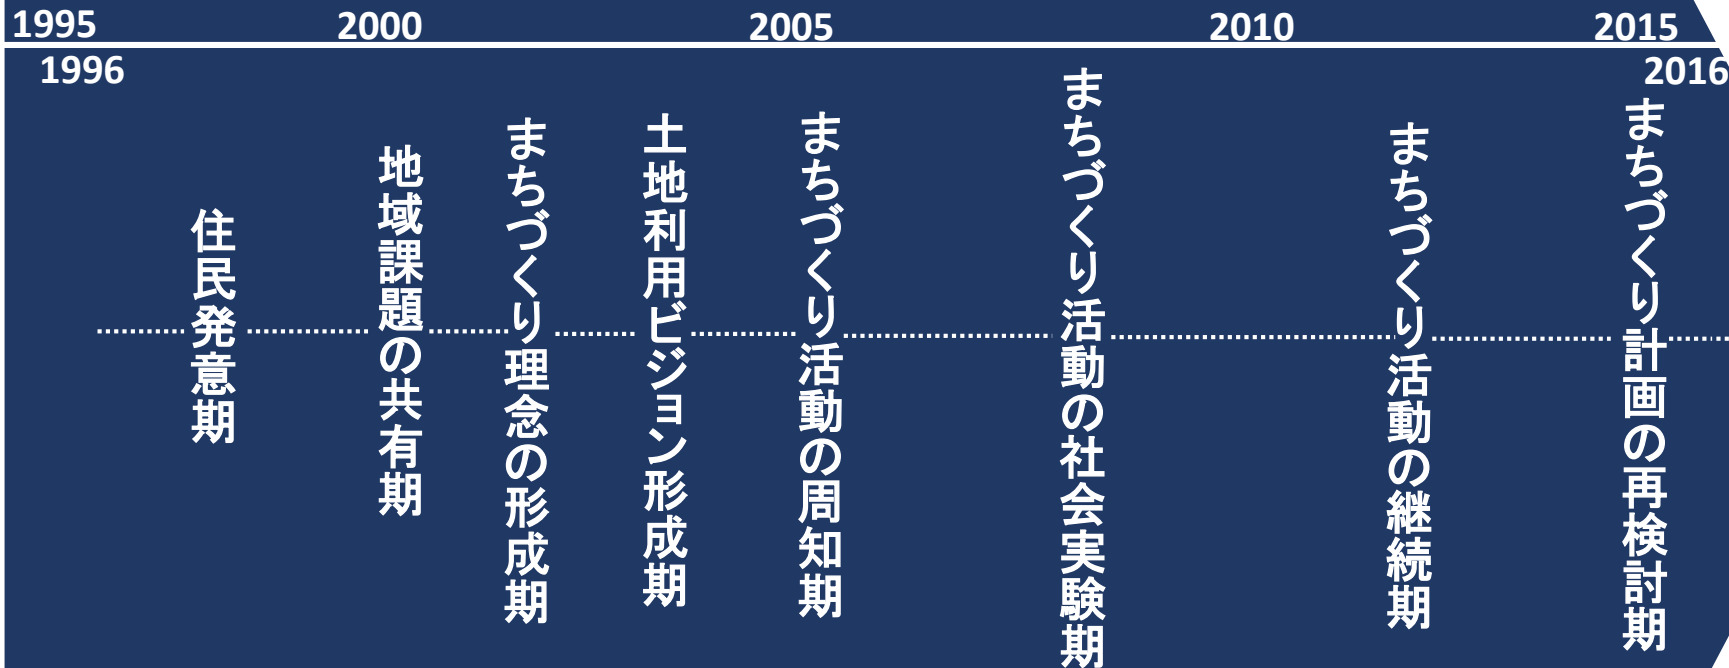 1995 2000 2005 2010 2015
1996 2016
住民発意期
地域課題の共有期
まちづくり理念の形成期
土地利用ビジョン形成期
まちづくり活動の周知期
まちづくり活動の社会実験期
まちづくり活動の継続期
まちづくり計画の再検討期